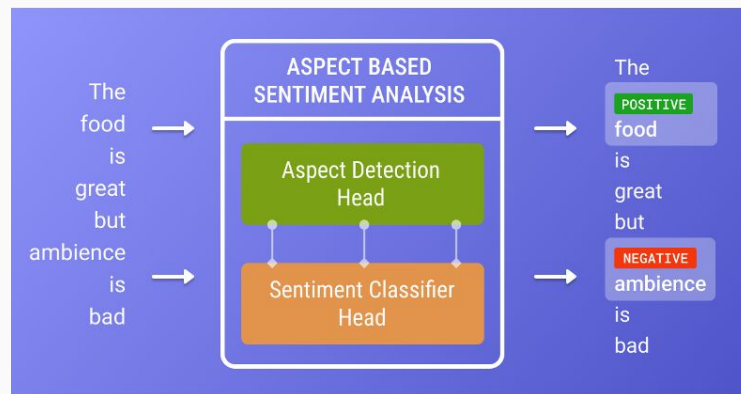 The
food
is
great
but
ambience
is
bad
ASPECT BASED
SENTIMENT ANALYSIS
Aspect Detection
Head
Sentiment Classifier
Head
The
POSITIVE
food
is
great
but
NEGATIVE
ambience
is
bad